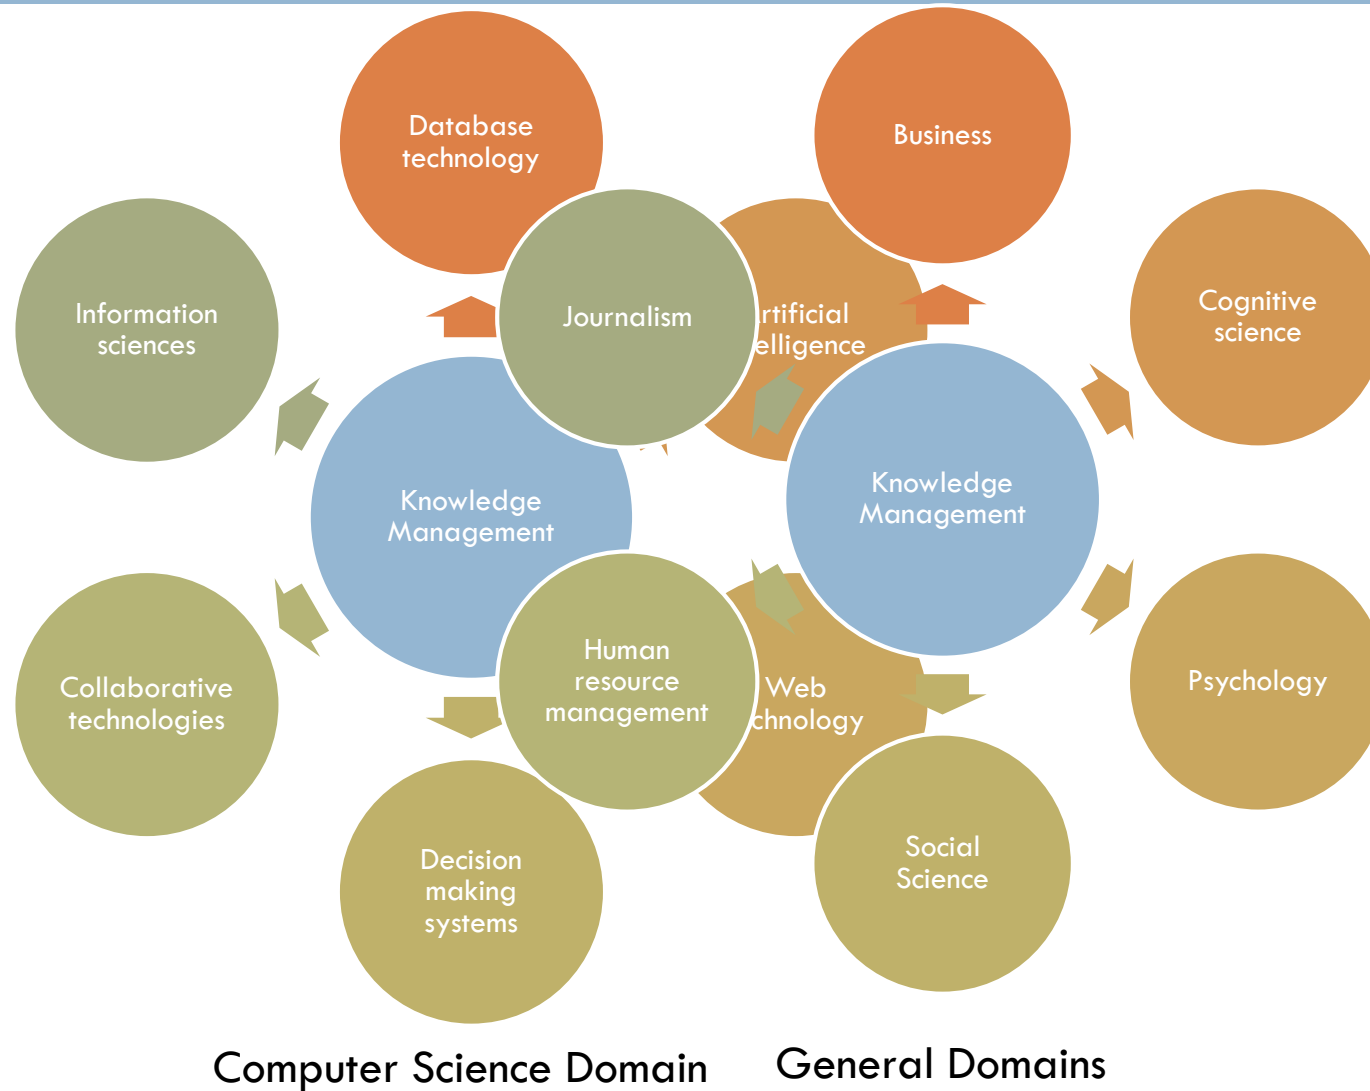 Database
technology
Business
Information
sciences
Journalism
rtificial
elligence
Cognitive
science
Knowledge
Management
Knowledge
Management
Collaborative
technologies
Human
resource
management
Web
chnology
Psychology
Decision
making
systems
Social
Science
Computer Science Domain
General Domains